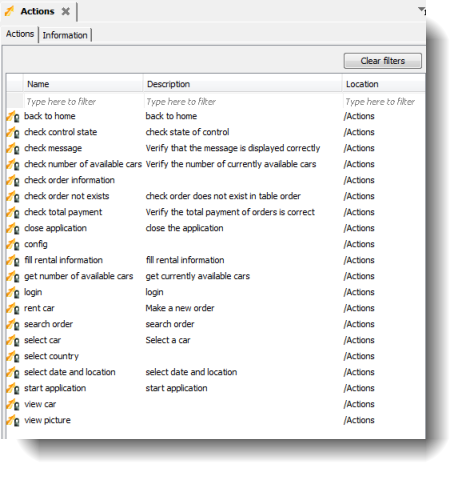 Actions
Actions Information
Clear filters
Name Description Location
Type here to filter Type here to filter Type here to filter
back to home back to home /Actions
check control state check state of control /Actions
check message Verify that the message is displayed correctly /Actions
check number of available cars Verify the number of currently available cars /Actions
check order information /Actions
check order not exists check order does not exist in table order /Actions
check total payment Verify the total payment of orders is correct /Actions
close application close the application /Actions
config /Actions
fill rental information fill rental information /Actions
get number of available cars get currently available cars /Actions
login login /Actions
rent car Make a new order /Actions
search order search order /Actions
select car Select a car /Actions
select country /Actions
select date and location select date and location /Actions
start application start application /Actions
view car /Actions
view picture /Actions